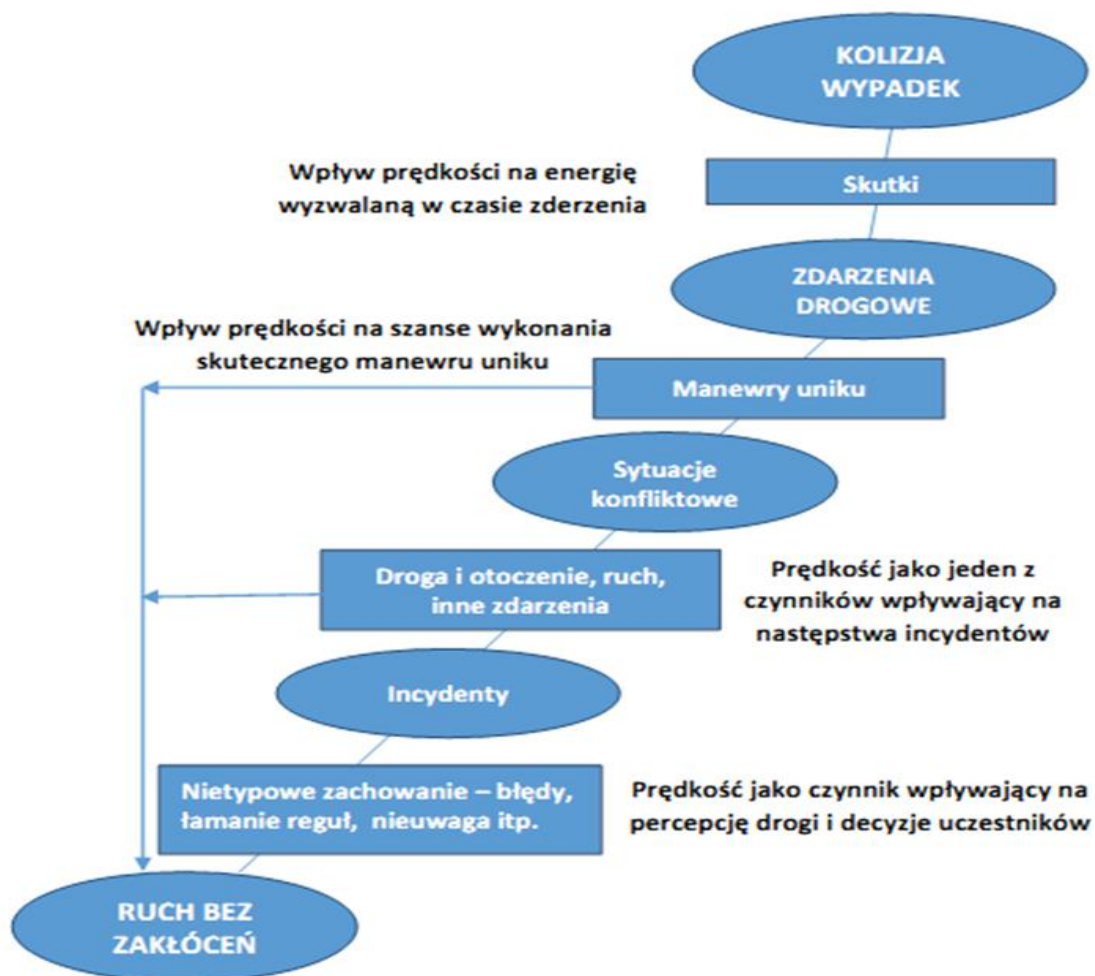 KOLIZJA
WYPADEK
Wpływ prędkości na energię
wyzwalaną w czasie zderzenia
Skutki
ZDARZENIA
DROGOWE
Wpływ prędkości na szanse wykonania
skutecznego manewru uniku
Manewry uniku
Sytuacje
konfliktowe
Droga i otoczenie, ruch,
inne zdarzenia
Prędkość jako jeden z
czynników wpływający na
następstwa incydentów
Incydenty
Nietypowe zachowanie – błędy,
łamanie reguł, nieuwaga itp.
Prędkość jako czynnik wpływający na
percepcję drogi i decyzje uczestników
RUCH BEZ
ZAKŁÓCEŃ